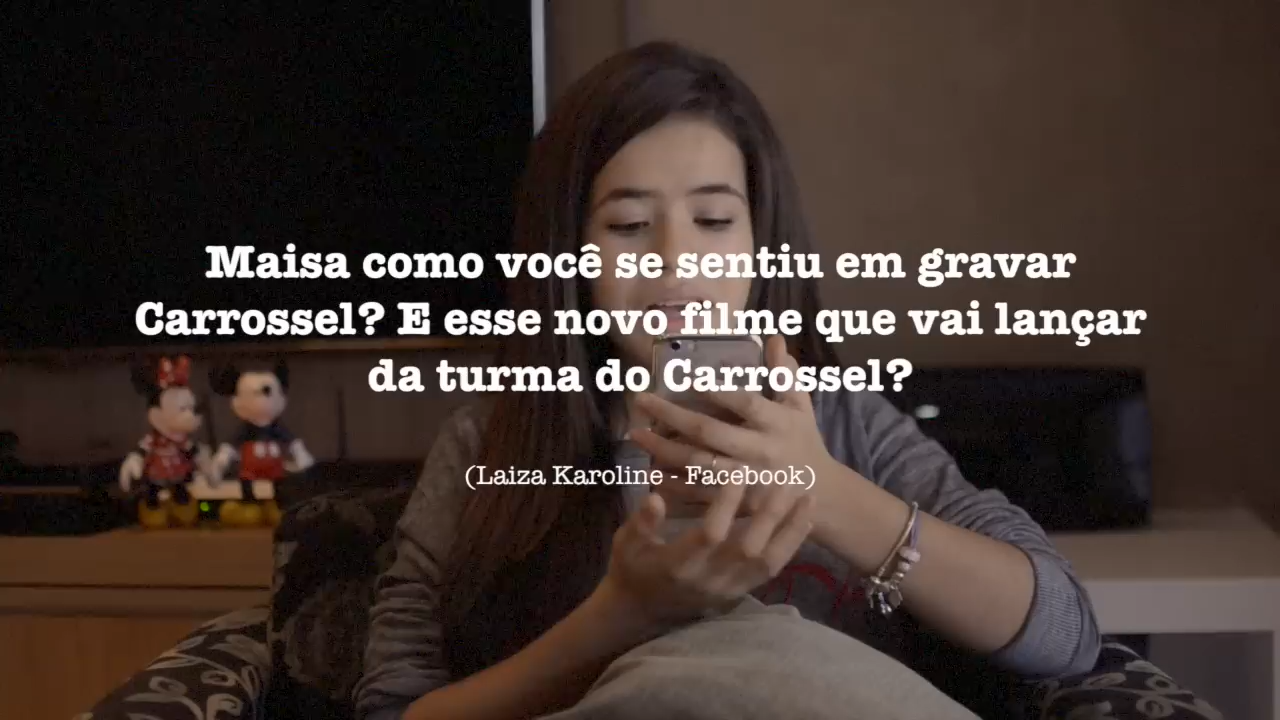 Maisa como você se sentiu em gravar
Carrossel? E esse novo filme que vai lançar
da turma do Carrossel?
(Laiza Karoline - Facebook)